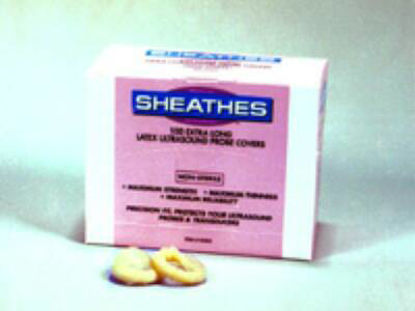 SHEATHES
SHEATHES
100 EXTRA LONG
LATEX ULTRASOUND PROBE COVERS
NON-STERILE
• MAXIMUM STRENGTH • MAXIMUM THINNESS
• MAXIMUM RELIABILITY
PRECISION FIT, PROTECTS YOUR ULTRASOUND
PROBES & TRANSDUCERS